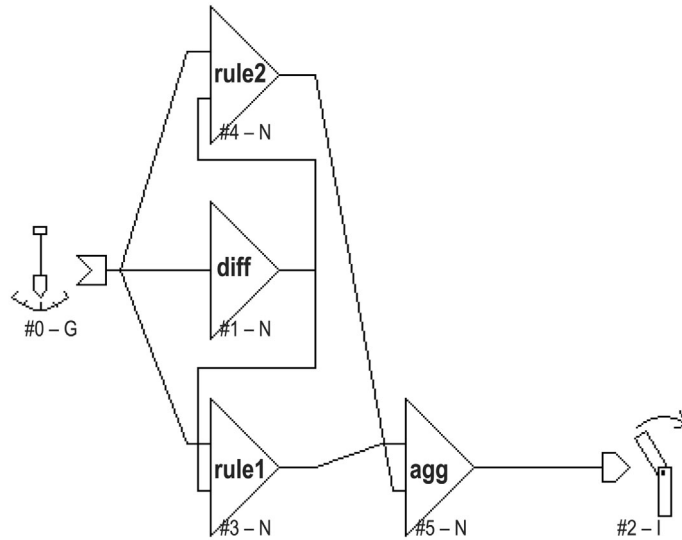 rule2
#4 – N
diff
#0 – G
#1 – N
rule1
agg
#3 – N
#5 – N
#2 – I